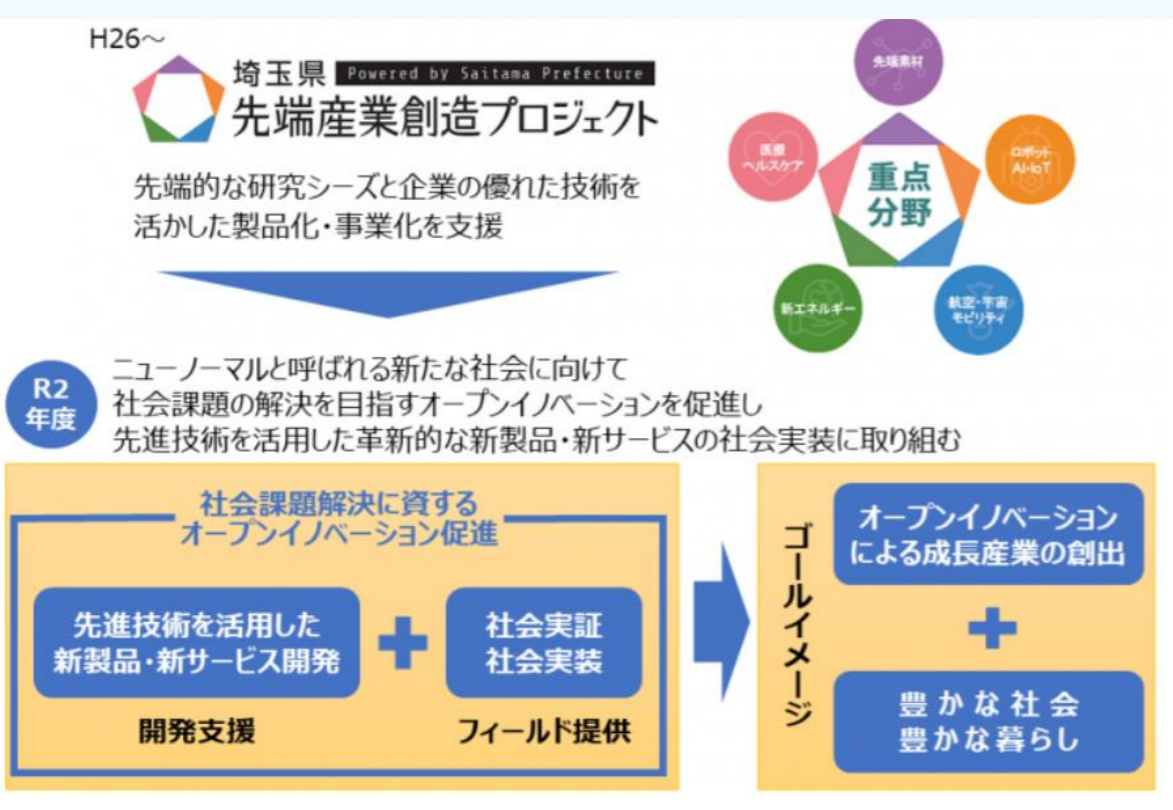 H26～
埼玉県 Powered by Saitama Prefecture
先端産業創造プロジェクト
先端的な研究シーズと企業の優れた技術を
活かした製品化・事業化を支援
先端素材
医療
ヘルスケア
ロボット
AI・IoT
重点
分野
新エネルギー
航空・宇宙
モビリティ
R2
年度
ニューノーマルと呼ばれる新たな社会に向けて
社会課題の解決を目指すオープンイノベーションを促進し
先進技術を活用した革新的な新製品・新サービスの社会実装に取り組む
社会課題解決に資する
オープンイノベーション促進
先進技術を活用した
新製品・新サービス開発
+
社会実証
社会実装
開発支援
フィールド提供
ゴールイメージ
オープンイノベーション
による成長産業の創出
+
豊かな社会
豊かな暮らし